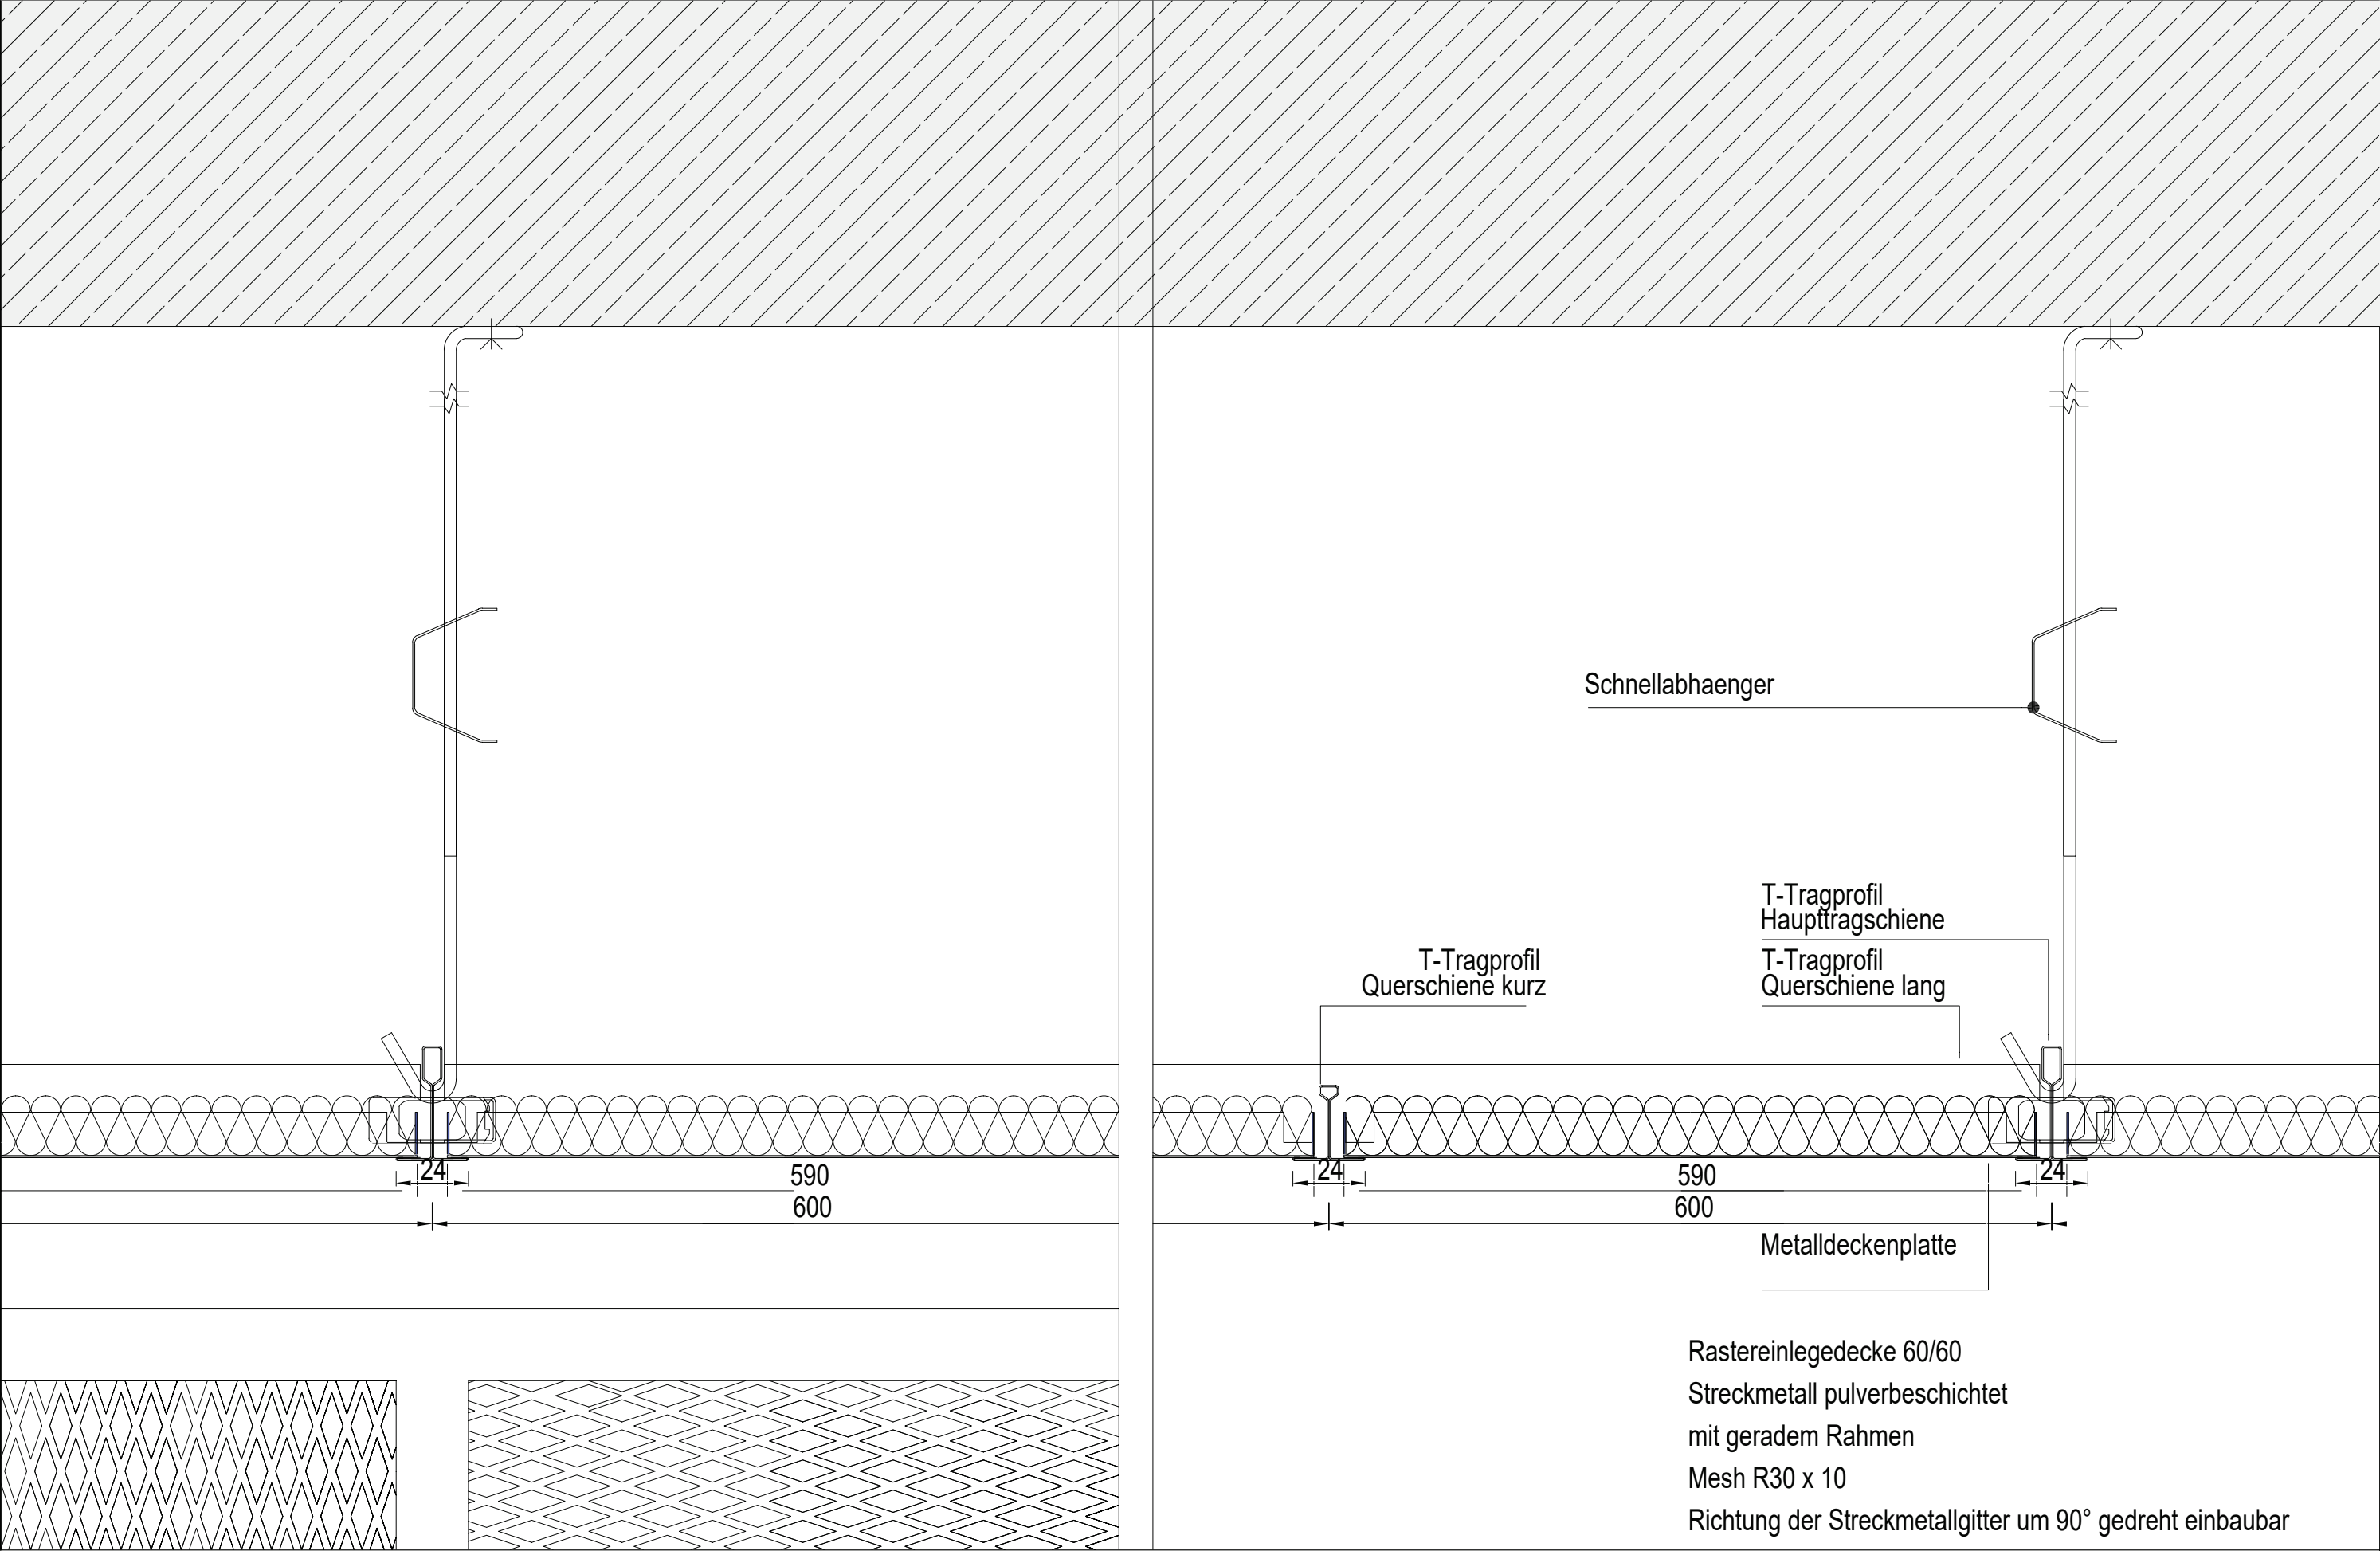 Schnellabhaenger
T-Tragprofil
Haupttragschiene
T-Tragprofil
Querschiene kurz
T-Tragprofil
Querschiene lang
24
590
24
590
24
600
600
Metalldeckenplatte
Rastereinlegedecke 60/60
Streckmetall pulverbeschichtet
mit geradem Rahmen
Mesh R30 x 10
Richtung der Streckmetallgitter um 90° gedreht einbaubar